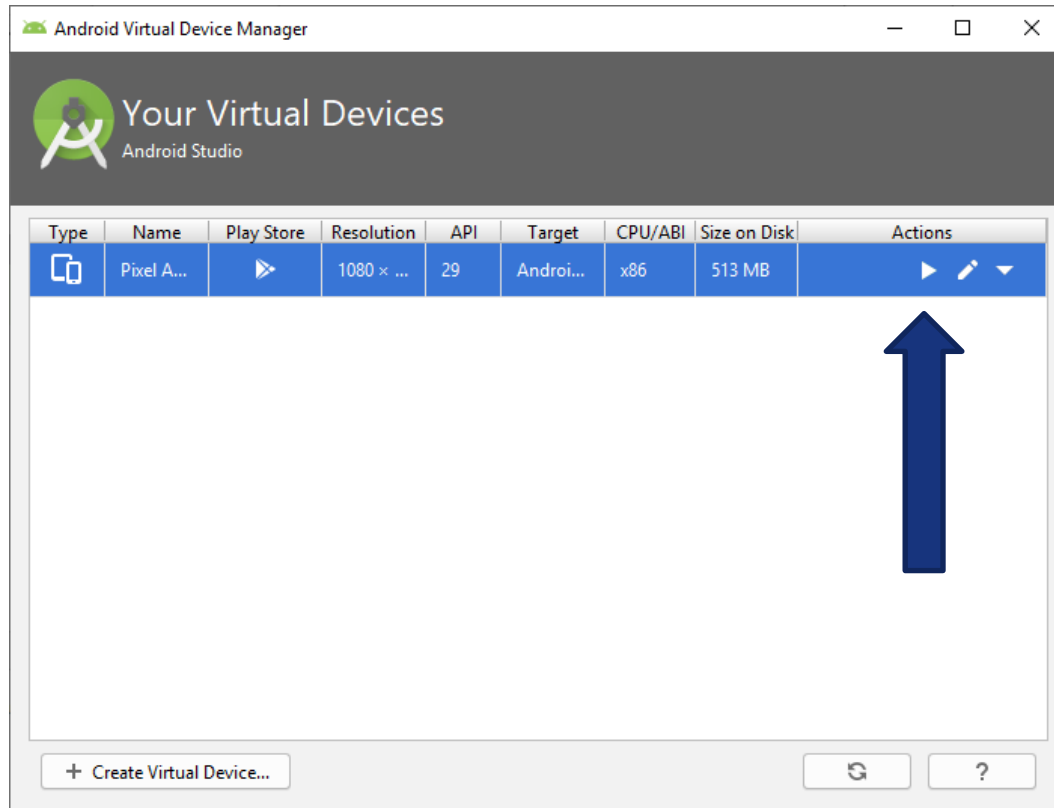 Android Virtual Device Manager
Your Virtual Devices
Android Studio
Type Name Play Store Resolution API Target CPU/ABI Size on Disk Actions
Pixel A... 1080 × ... 29 Androi... x86 513 MB
+ Create Virtual Device... ?